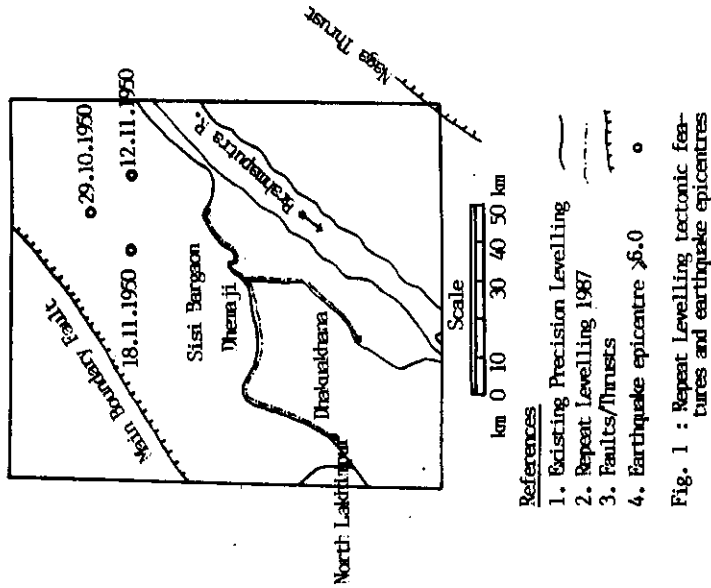 29.10.1950
12.11.1950
18.11.1950
Main Boundary Fault
Naga Thrust
Brahmaputra R.
Sisi Bargaon
Dhemaji
Dhakuakhana
North Lakhimpur
Scale
km 0 10 20 30 40 50 km
References
1. Existing Precision Levelling
2. Repeat Levelling 1987
3. Faults/Thrusts
4. Earthquake epicentre ≥6.0
Fig. 1 : Repeat Levelling tectonic fea-
tures and earthquake epicentres